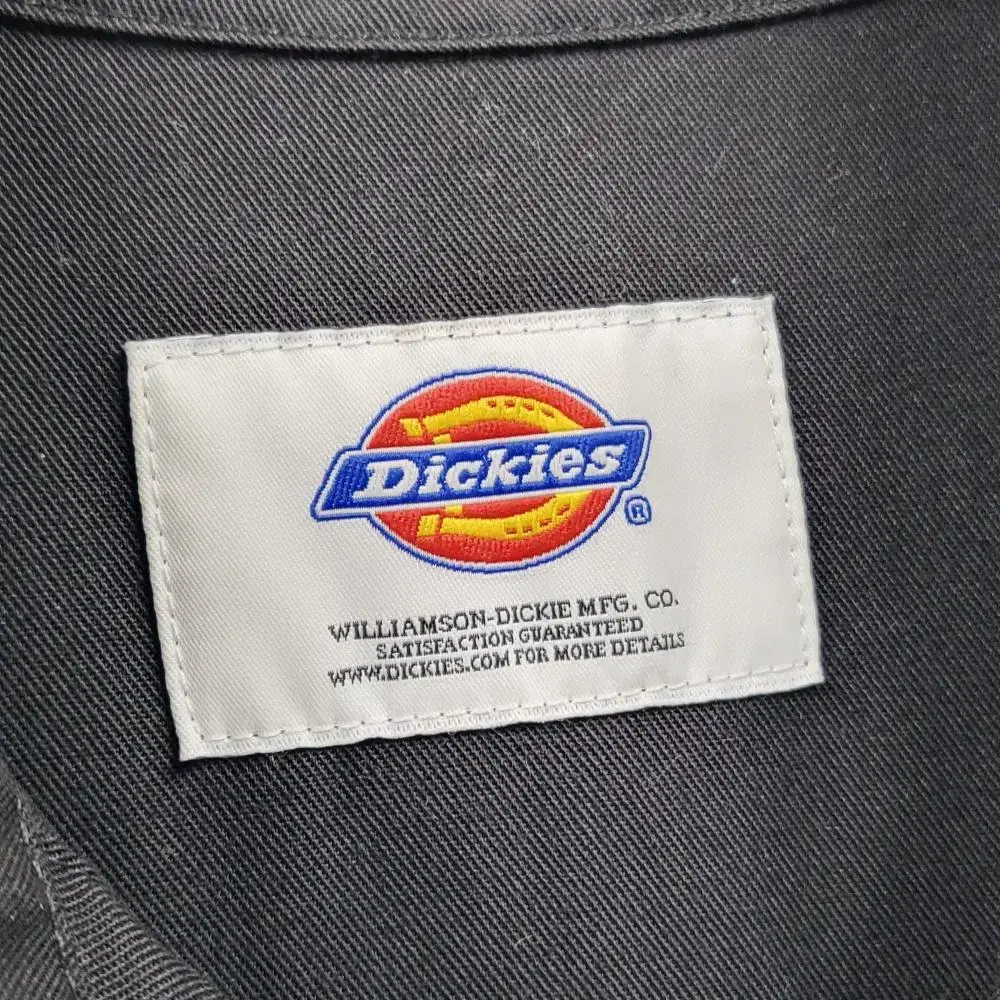 Dickies
®
WILLIAMSON-DICKIE MFG. CO.
SATISFACTION GUARANTEED
WWW.DICKIES.COM FOR MORE DETAILS